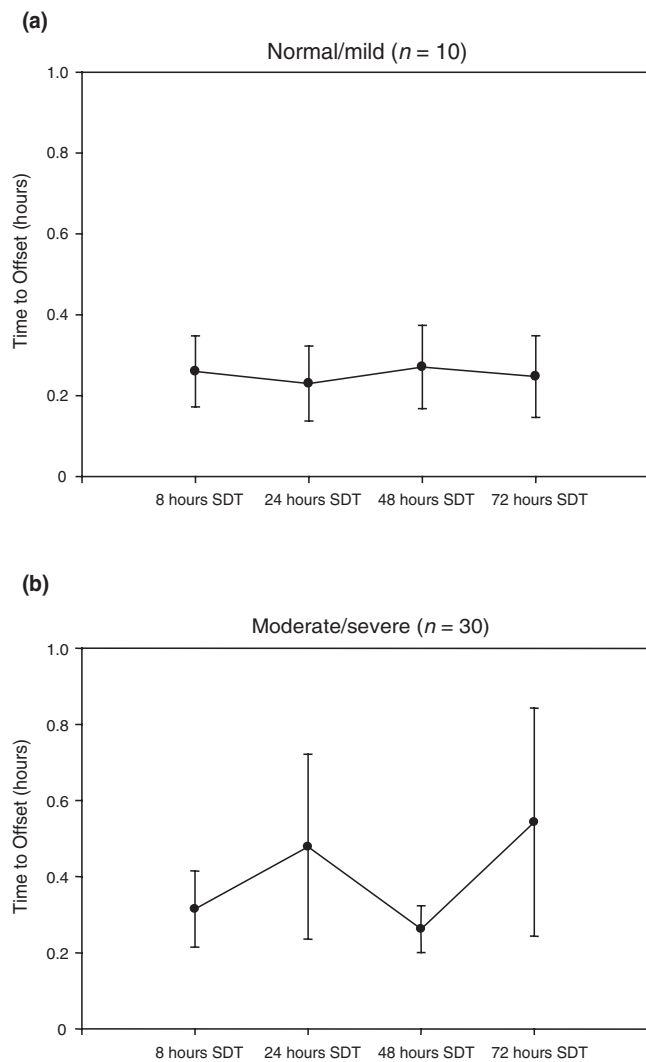 (a)
Normal/mild (n = 10)
Time to Offset (hours)
1.0
0.8
0.6
0.4
0.2
0
8 hours SDT 24 hours SDT 48 hours SDT 72 hours SDT
(b)
Moderate/severe (n = 30)
Time to Offset (hours)
1.0
0.8
0.6
0.4
0.2
0
8 hours SDT 24 hours SDT 48 hours SDT 72 hours SDT